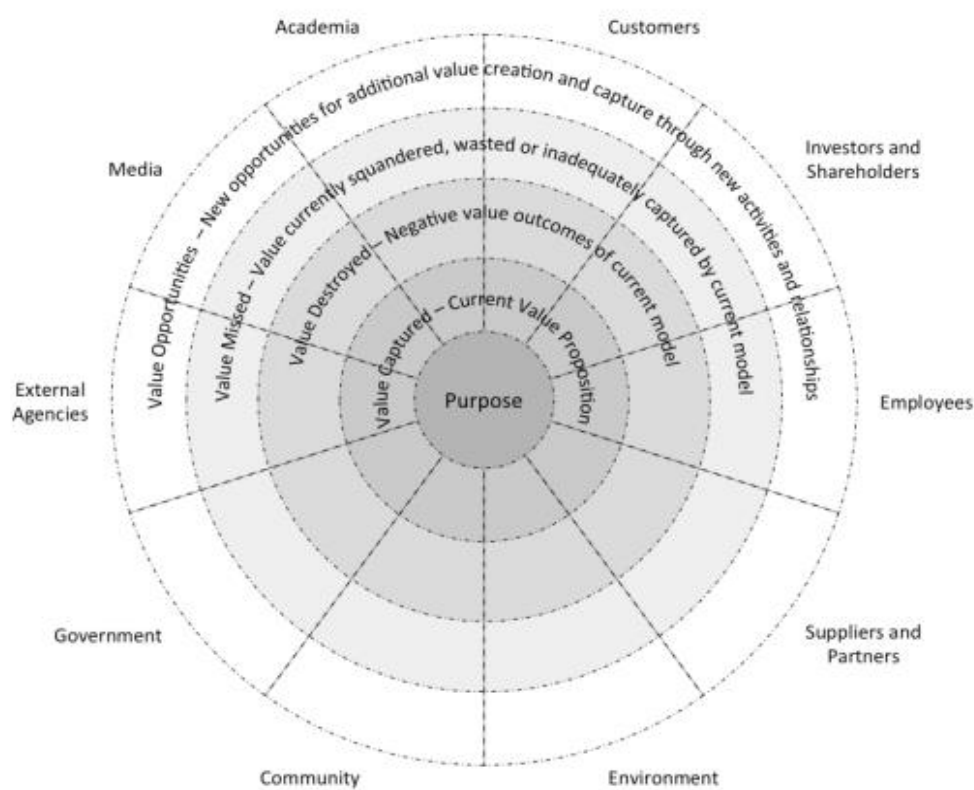 Academia
Customers
Media
Investors and
Shareholders
External
Agencies
Employees
Government
Suppliers and
Partners
Community
Environment
Value Opportunities – New opportunities for additional value creation and capture through new activities and relationships
Value Missed – Value currently squandered, wasted or inadequately captured by current model
Value Destroyed – Negative value outcomes of current model
Value Captured – Current Value Proposition
Purpose